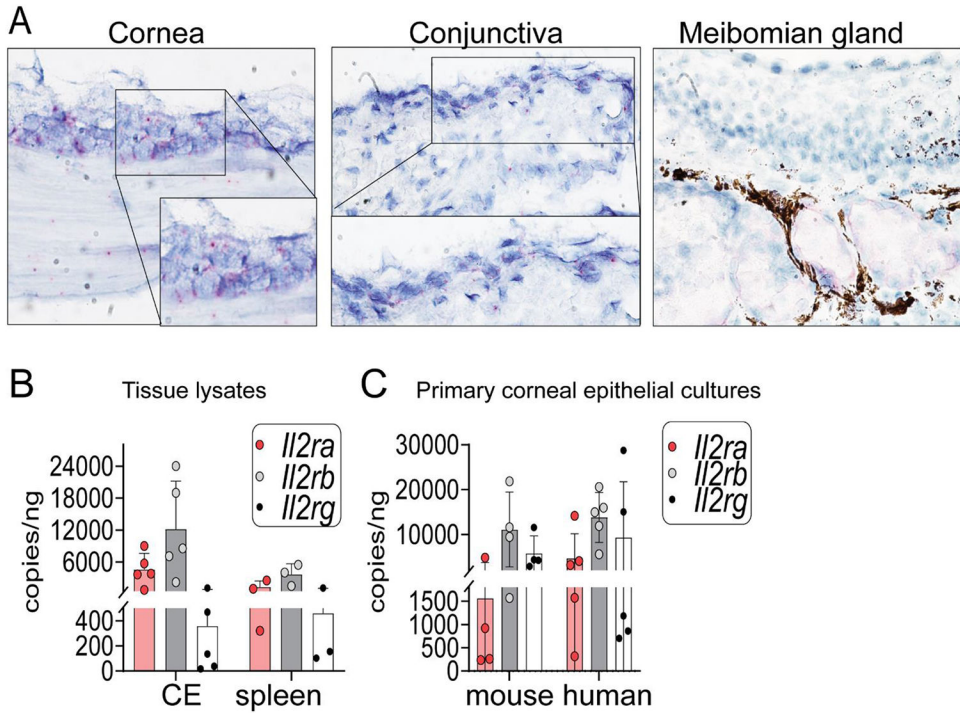 A
Cornea
Conjunctiva
Meibomian gland
B
Tissue lysates
Il2ra
Il2rb
Il2rg
copies/ng
24000
18000
12000
6000
400
200
0
CE
spleen
C
Primary corneal epithelial cultures
Il2ra
Il2rb
Il2rg
copies/ng
30000
20000
10000
1500
1000
500
0
mouse
human